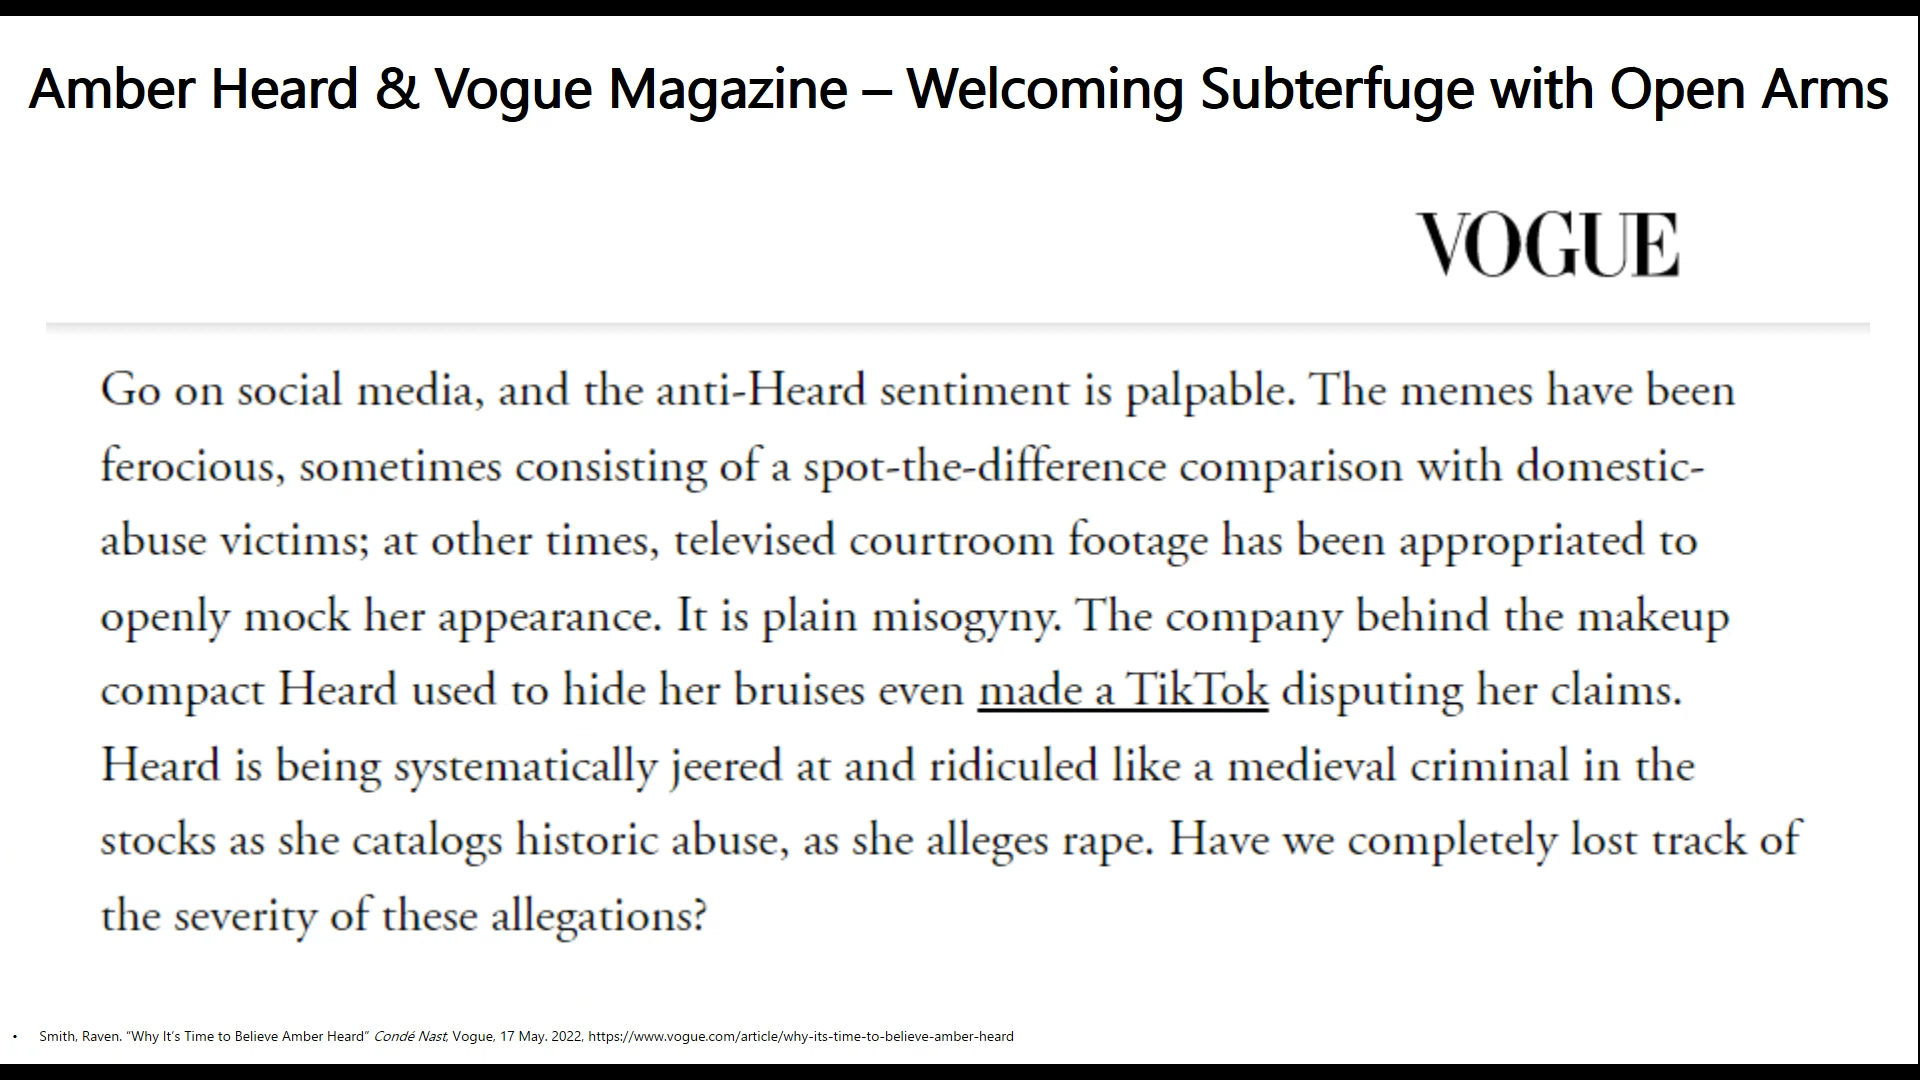 Amber Heard & Vogue Magazine – Welcoming Subterfuge with Open Arms
VOGUE
Go on social media, and the anti-Heard sentiment is palpable. The memes have been
ferocious, sometimes consisting of a spot-the-difference comparison with domestic-
abuse victims; at other times, televised courtroom footage has been appropriated to
openly mock her appearance. It is plain misogyny. The company behind the makeup
compact Heard used to hide her bruises even made a TikTok disputing her claims.
Heard is being systematically jeered at and ridiculed like a medieval criminal in the
stocks as she catalogs historic abuse, as she alleges rape. Have we completely lost track of
the severity of these allegations?
• Smith, Raven. “Why It’s Time to Believe Amber Heard” Condé Nast, Vogue, 17 May. 2022, https://www.vogue.com/article/why-its-time-to-believe-amber-heard